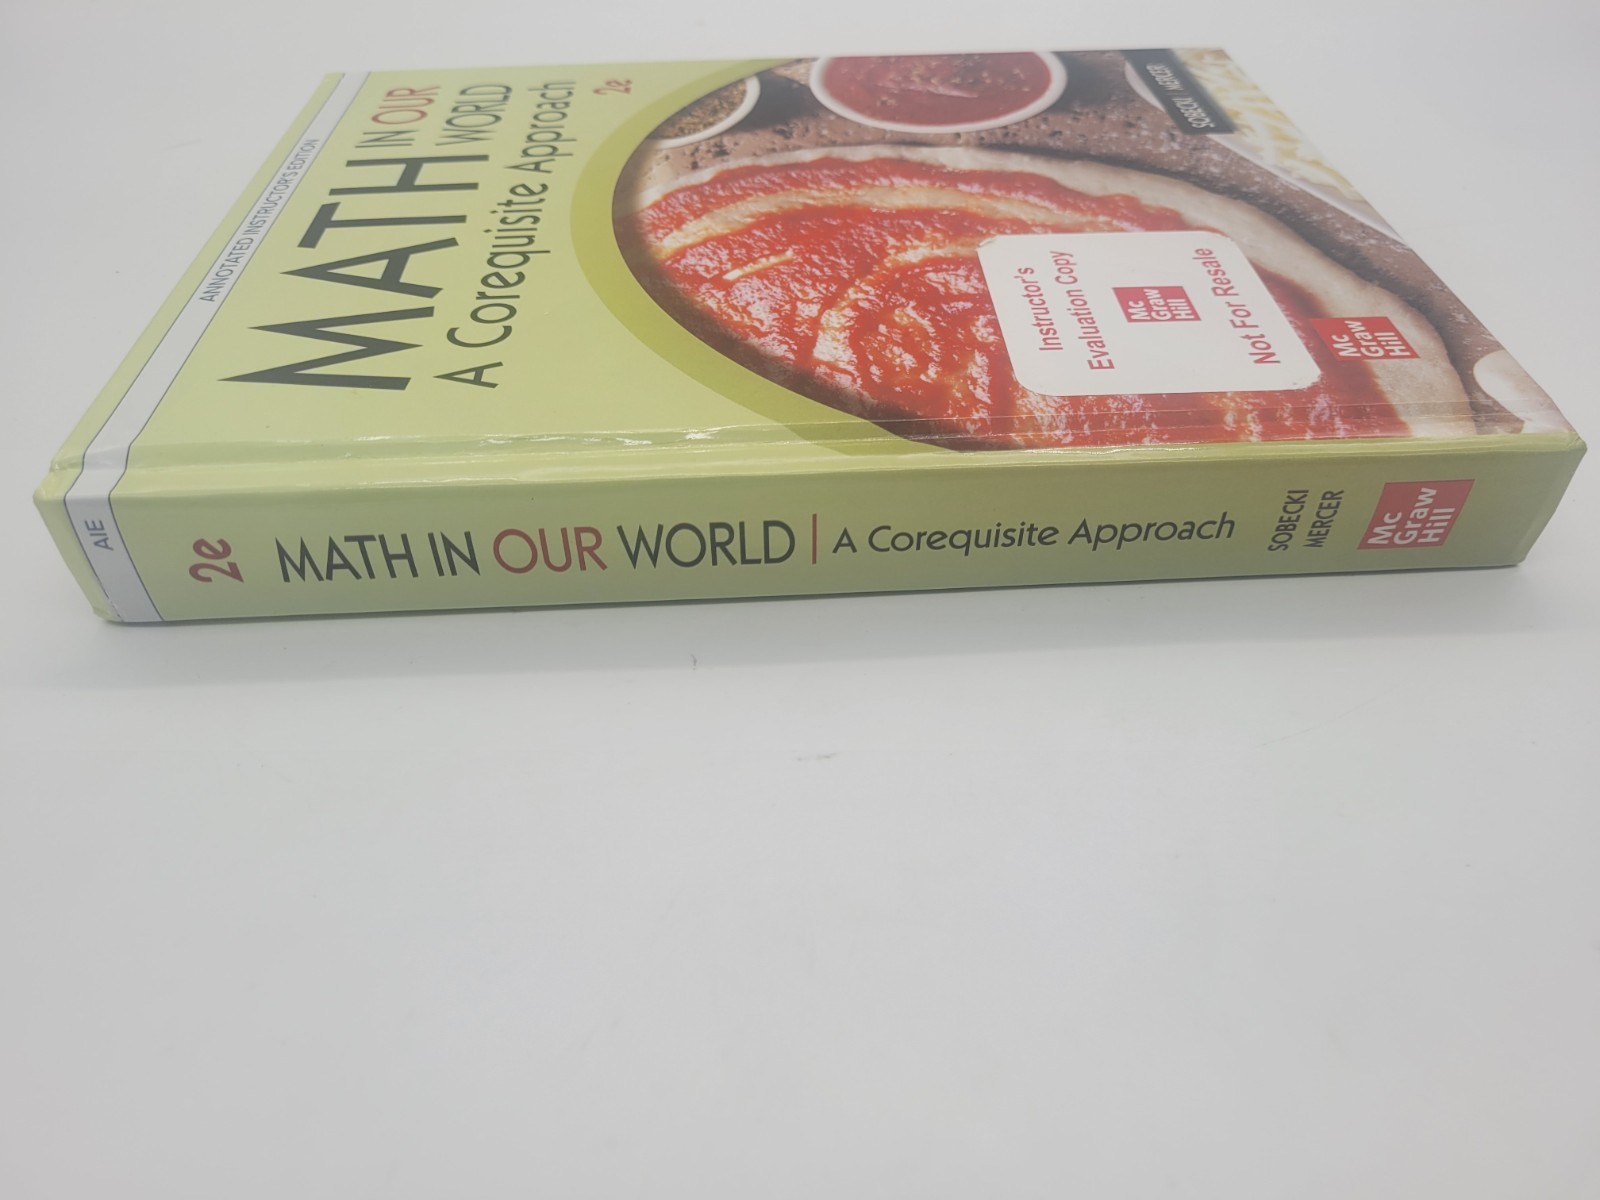 ANNOTATED INSTRUCTOR'S EDITION
MATH IN OUR
WORLD
A Corequisite Approach
2e
SOBECKI | MERCER
Instructor's
Evaluation Copy
Mc
Graw
Hill
Not For Resale
Mc
Graw
Hill
AIE
2e
MATH IN OUR WORLD | A Corequisite Approach
SOBECKI
MERCER
Mc
Graw
Hill